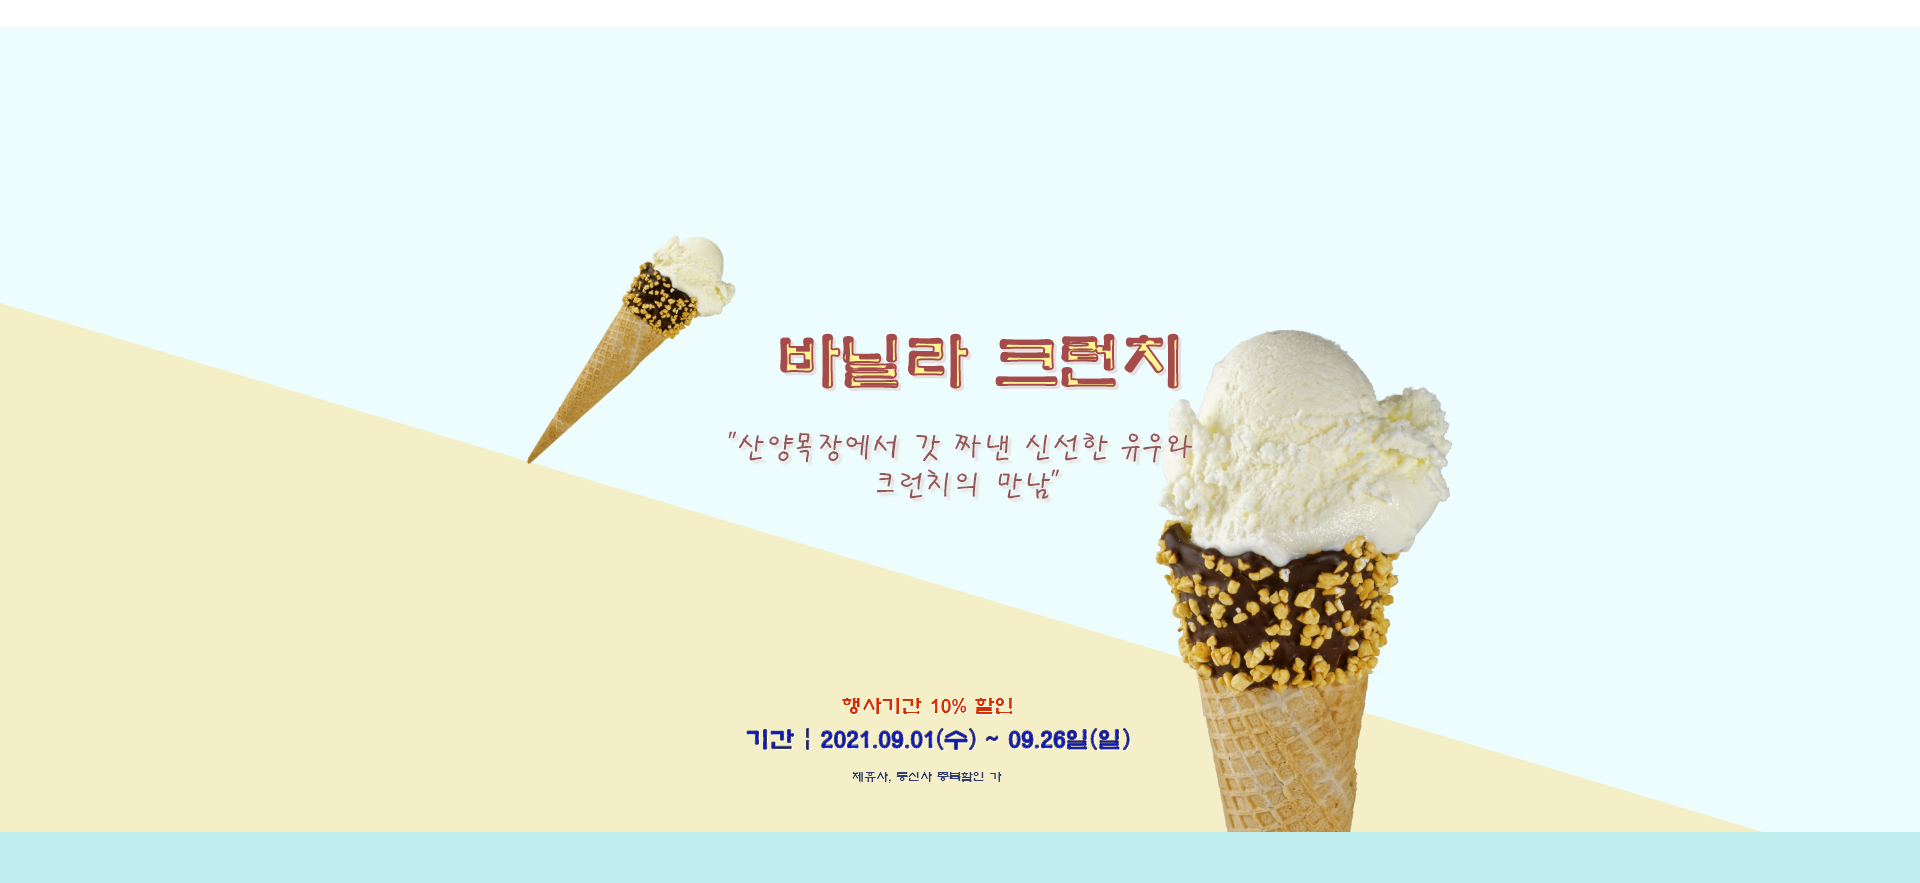 바닐라 크런치
"산양목장에서 갓 짜낸 신선한 유우와
크런치의 만남"
행사기간 10% 할인
기간 | 2021.09.01(수) ~ 09.26일(일)
제휴사, 통신사 중복할인 가